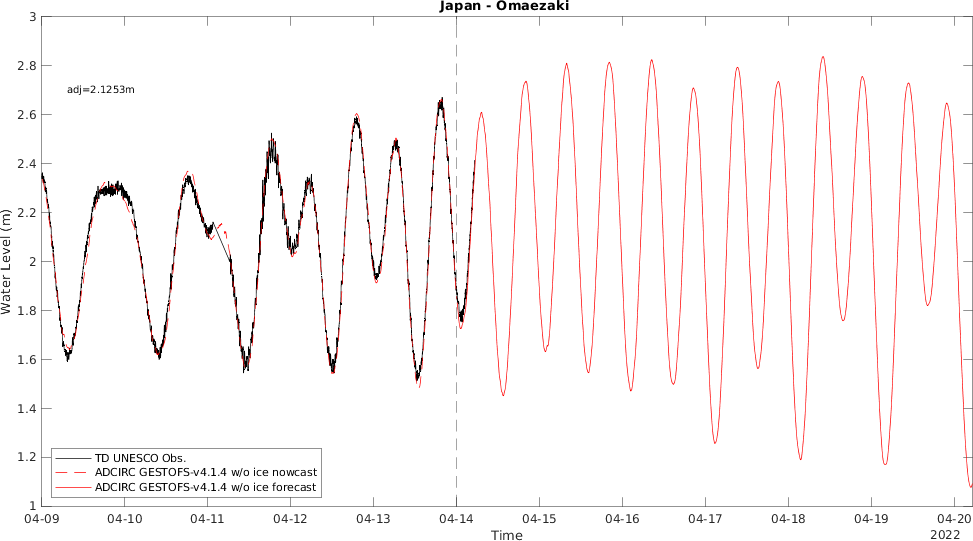 Japan - Omaezaki
3
2.8
adj=2.1253m
2.6
2.4
2.2
2
1.8
1.6
1.4
1.2
1
Water Level (m)
TD UNESCO Obs.
ADCIRC GESTOFS-v4.1.4 w/o ice nowcast
ADCIRC GESTOFS-v4.1.4 w/o ice forecast
04-09 04-10 04-11 04-12 04-13 04-14 04-15 04-16 04-17 04-18 04-19 04-20
Time
2022